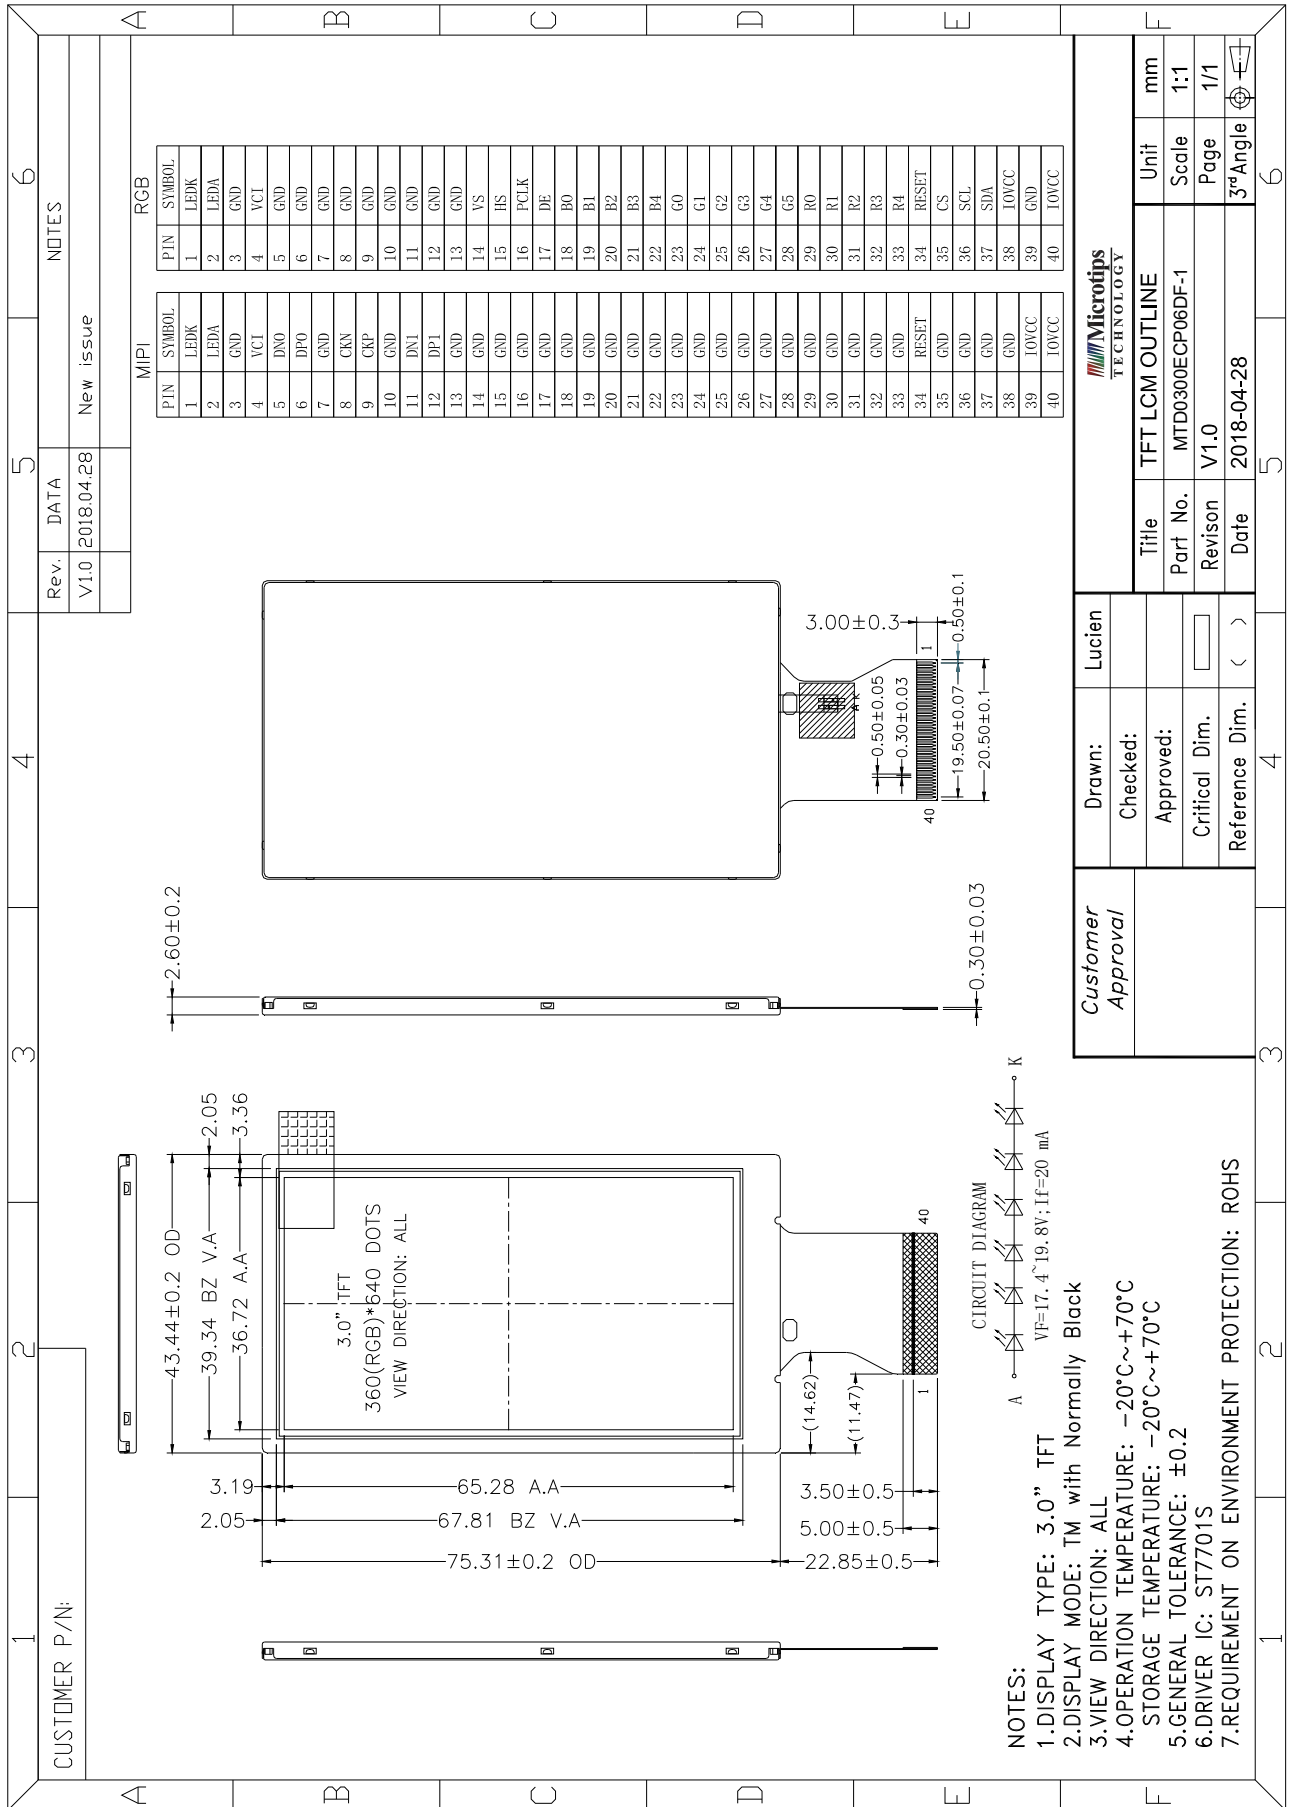 1 2 3 4 5 6
A B C D E F
CUSTOMER P/N:
Rev. DATA NOTES
V1.0 2018.04.28 New issue
43.44±0.2 OD
39.34 BZ V.A
36.72 A.A
2.05
3.36
3.0" TFT
360(RGB)*640 DOTS
VIEW DIRECTION: ALL
3.19
65.28 A.A
2.05
67.81 BZ V.A
75.31±0.2 OD
22.85±0.5
3.50±0.5
5.00±0.5
(14.62)
(11.47)
1 40
2.60±0.2
0.30±0.03
3.00±0.3
0.50±0.05
0.30±0.03
19.50±0.07
0.50±0.1
20.50±0.1
40 1
A K
CIRCUIT DIAGRAM
A K
VF=17.4~19.8V; If=20 mA
MIPI
PIN SYMBOL
1 LEDK
2 LEDA
3 GND
4 VCI
5 DN0
6 DP0
7 GND
8 CKN
9 CKP
10 GND
11 DN1
12 DP1
13 GND
14 GND
15 GND
16 GND
17 GND
18 GND
19 GND
20 GND
21 GND
22 GND
23 GND
24 GND
25 GND
26 GND
27 GND
28 GND
29 GND
30 GND
31 GND
32 GND
33 GND
34 RESET
35 GND
36 GND
37 GND
38 GND
39 IOVCC
40 IOVCC
RGB
PIN SYMBOL
1 LEDK
2 LEDA
3 GND
4 VCI
5 GND
6 GND
7 GND
8 GND
9 GND
10 GND
11 GND
12 GND
13 GND
14 VS
15 HS
16 PCLK
17 DE
18 B0
19 B1
20 B2
21 B3
22 B4
23 G0
24 G1
25 G2
26 G3
27 G4
28 G5
29 R0
30 R1
31 R2
32 R3
33 R4
34 RESET
35 CS
36 SCL
37 SDA
38 IOVCC
39 GND
40 IOVCC
NOTES:
1.DISPLAY TYPE: 3.0" TFT
2.DISPLAY MODE: TM with Normally Black
3.VIEW DIRECTION: ALL
4.OPERATION TEMPERATURE: -20°C~+70°C
STORAGE TEMPERATURE: -20°C~+70°C
5.GENERAL TOLERANCE: ±0.2
6.DRIVER IC: ST7701S
7.REQUIREMENT ON ENVIRONMENT PROTECTION: ROHS
Customer
Approval
Drawn: Lucien
Checked:
Approved:
Critical Dim.
Reference Dim. ( )
Microtips
TECHNOLOGY
Title TFT LCM OUTLINE
Part No. MTD0300ECP06DF-1
Revison V1.0
Date 2018-04-28
Unit mm
Scale 1:1
Page 1/1
3rd Angle
A B C D E F
1 2 3 4 5 6